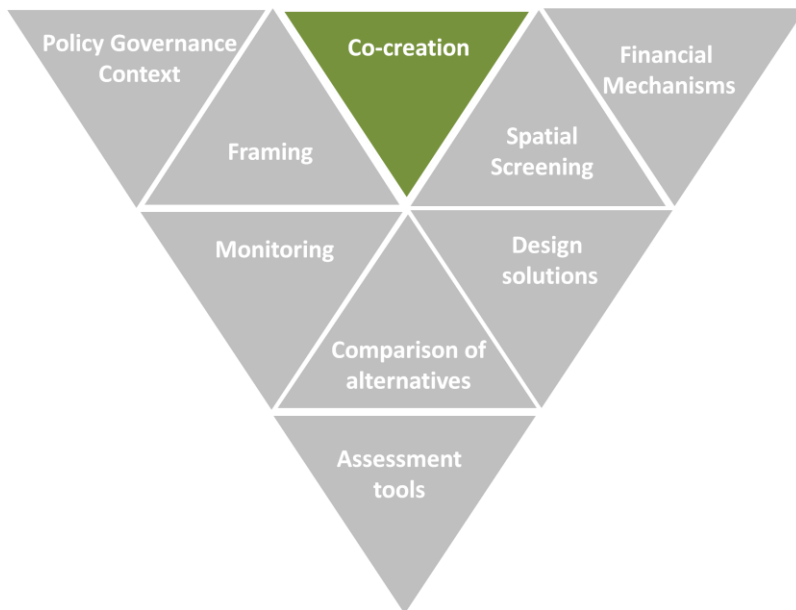 Policy Governance
Context
Framing
Co-creation
Spatial
Screening
Financial
Mechanisms
Monitoring
Comparison of
alternatives
Design
solutions
Assessment
tools